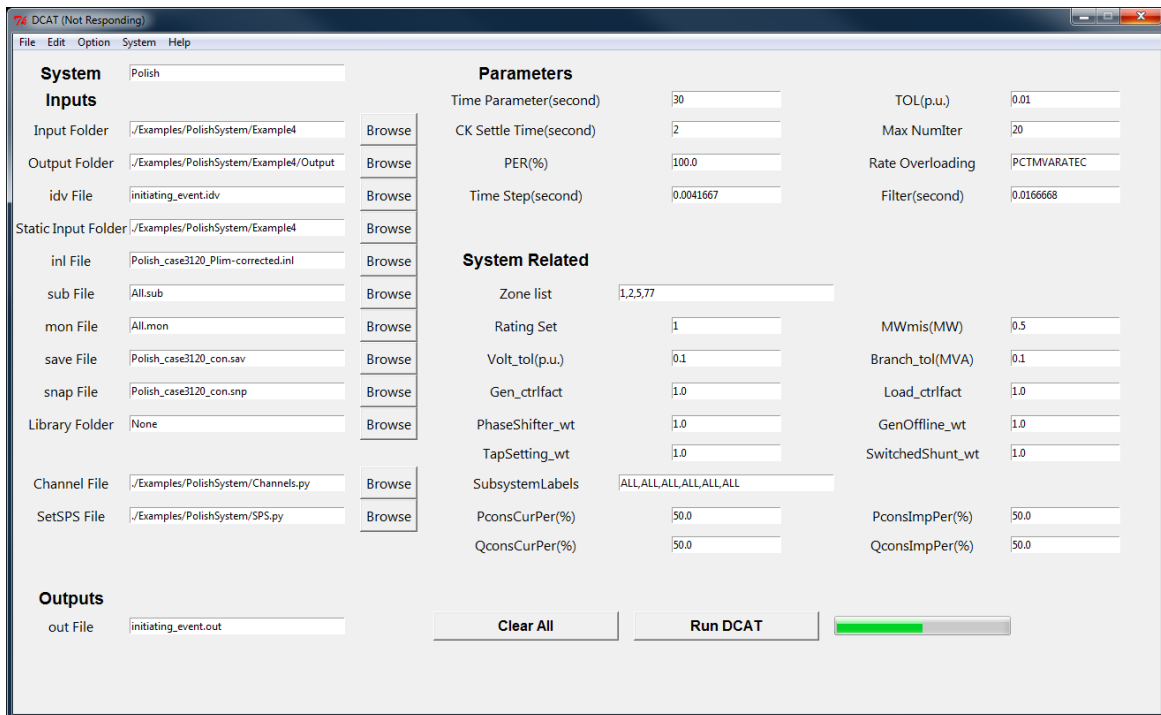 DCAT (Not Responding)
File Edit Option System Help
System Polish Parameters
Inputs Time Parameter(second) 30 TOL(p.u.) 0.01
Input Folder ./Examples/PolishSystem/Example4 Browse CK Settle Time(second) 2 Max NumIter 20
Output Folder ./Examples/PolishSystem/Example4/Output Browse PER(%) 100.0 Rate Overloading PCTMVARATEC
idv File initiating_event.idv Browse Time Step(second) 0.0041667 Filter(second) 0.0166668
Static Input Folder ./Examples/PolishSystem/Example4 Browse
inl File Polish_case3120_Plim-corrected.inl Browse System Related
sub File All.sub Browse Zone list 1,2,5,77
mon File All.mon Browse Rating Set 1 MWmis(MW) 0.5
save File Polish_case3120_con.sav Browse Volt_tol(p.u.) 0.1 Branch_tol(MVA) 0.1
snap File Polish_case3120_con.snp Browse Gen_ctrlfact 1.0 Load_ctrlfact 1.0
Library Folder None Browse PhaseShifter_wt 1.0 GenOffline_wt 1.0
TapSetting_wt 1.0 SwitchedShunt_wt 1.0
Channel File ./Examples/PolishSystem/Channels.py Browse SubsystemLabels ALL,ALL,ALL,ALL,ALL,ALL
SetSPS File ./Examples/PolishSystem/SPS.py Browse PconsCurPer(%) 50.0 PconsImpPer(%) 50.0
QconsCurPer(%) 50.0 QconsImpPer(%) 50.0
Outputs
out File initiating_event.out Clear All Run DCAT